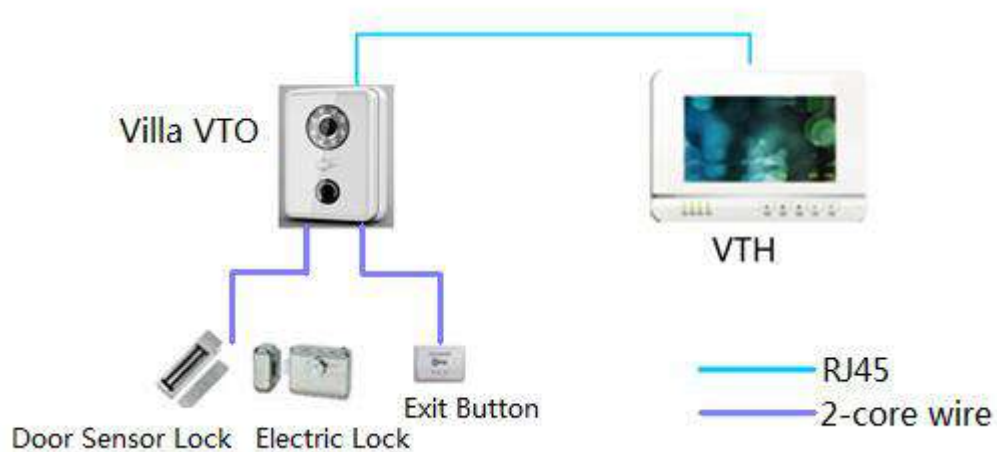 Villa VTO
VTH
Door Sensor Lock
Electric Lock
Exit Button
RJ45
2-core wire